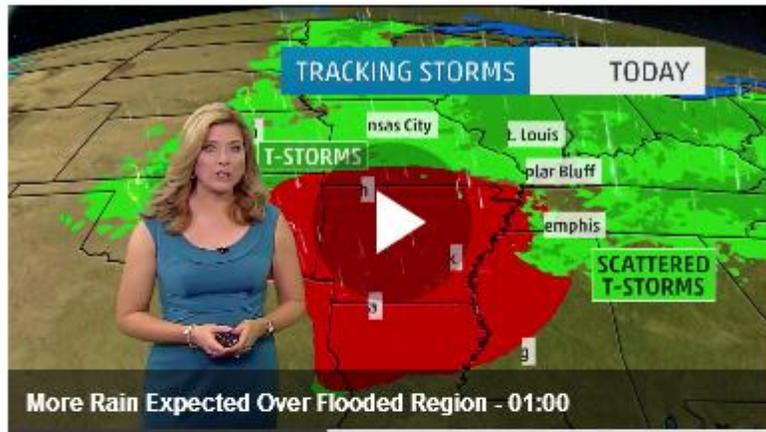 TRACKING STORMS TODAY
nsas City
t. Louis
T-STORMS
plar Bluff
emphis
SCATTERED
T-STORMS
More Rain Expected Over Flooded Region - 01:00